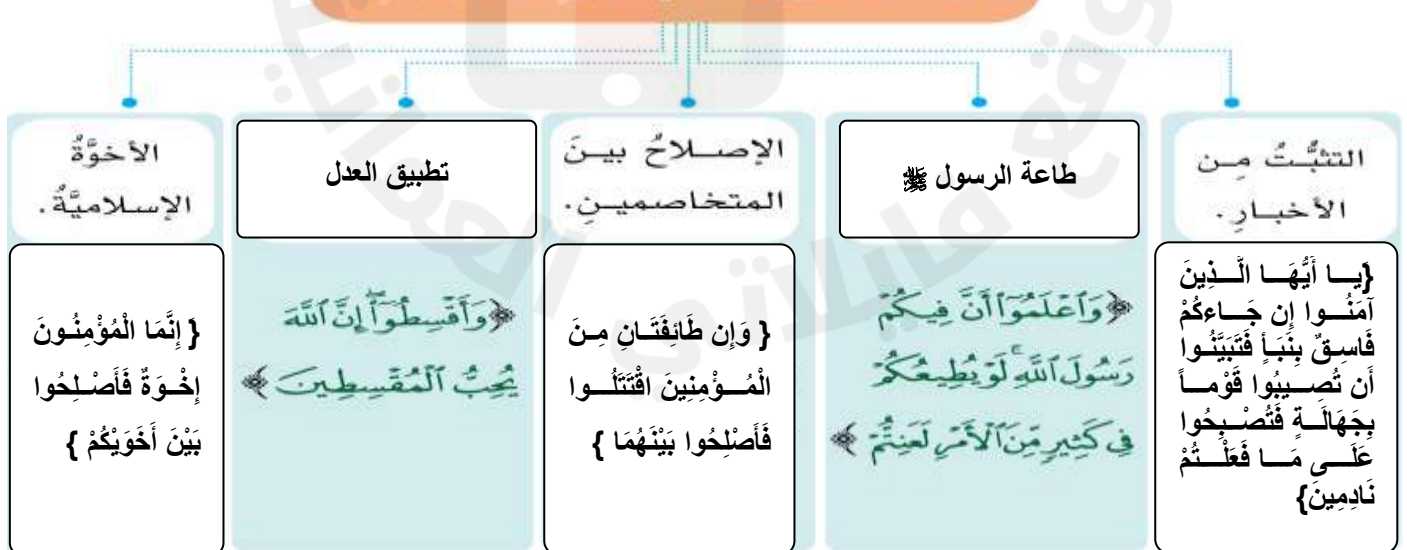 التثبُّتُ مِن
الأخبارِ.
{يا أَيُّهَا الَّذِينَ
آمَنُوا إِن جَاءكُمْ
فَاسِقٌ بِنَبَأٍ فَتَبَيَّنُوا
أَن تُصِيبُوا قَوْماً
بِجَهَالَةٍ فَتُصْبِحُوا
عَلَى مَا فَعَلْتُمْ
نَادِمِينَ}
طاعة الرسول ﷺ
﴿وَٱعۡلَمُوٓاْ أَنَّ فِيكُمۡ
رَسُولَ ٱللَّهِۚ لَوۡ يُطِيعُكُمۡ
فِي كَثِيرٖ مِّنَ ٱلۡأَمۡرِ لَعَنِتُّمۡ﴾
الإصلاحُ بينَ
المتخاصمينِ.
{ وَإِن طَائِفَتَانِ مِنَ
الْمُؤْمِنِينَ اقْتَتَلُوا
فَأَصْلِحُوا بَيْنَهُمَا }
تطبيق العدل
﴿وَأَقۡسِطُوٓاْۖ إِنَّ ٱللَّهَ
يُحِبُّ ٱلۡمُقۡسِطِينَ﴾
الأخوَّةُ
الإسلاميَّةُ.
{ إِنَّمَا الْمُؤْمِنُونَ
إِخْوَةٌ فَأَصْلِحُوا
بَيْنَ أَخَوَيْكُمْ }